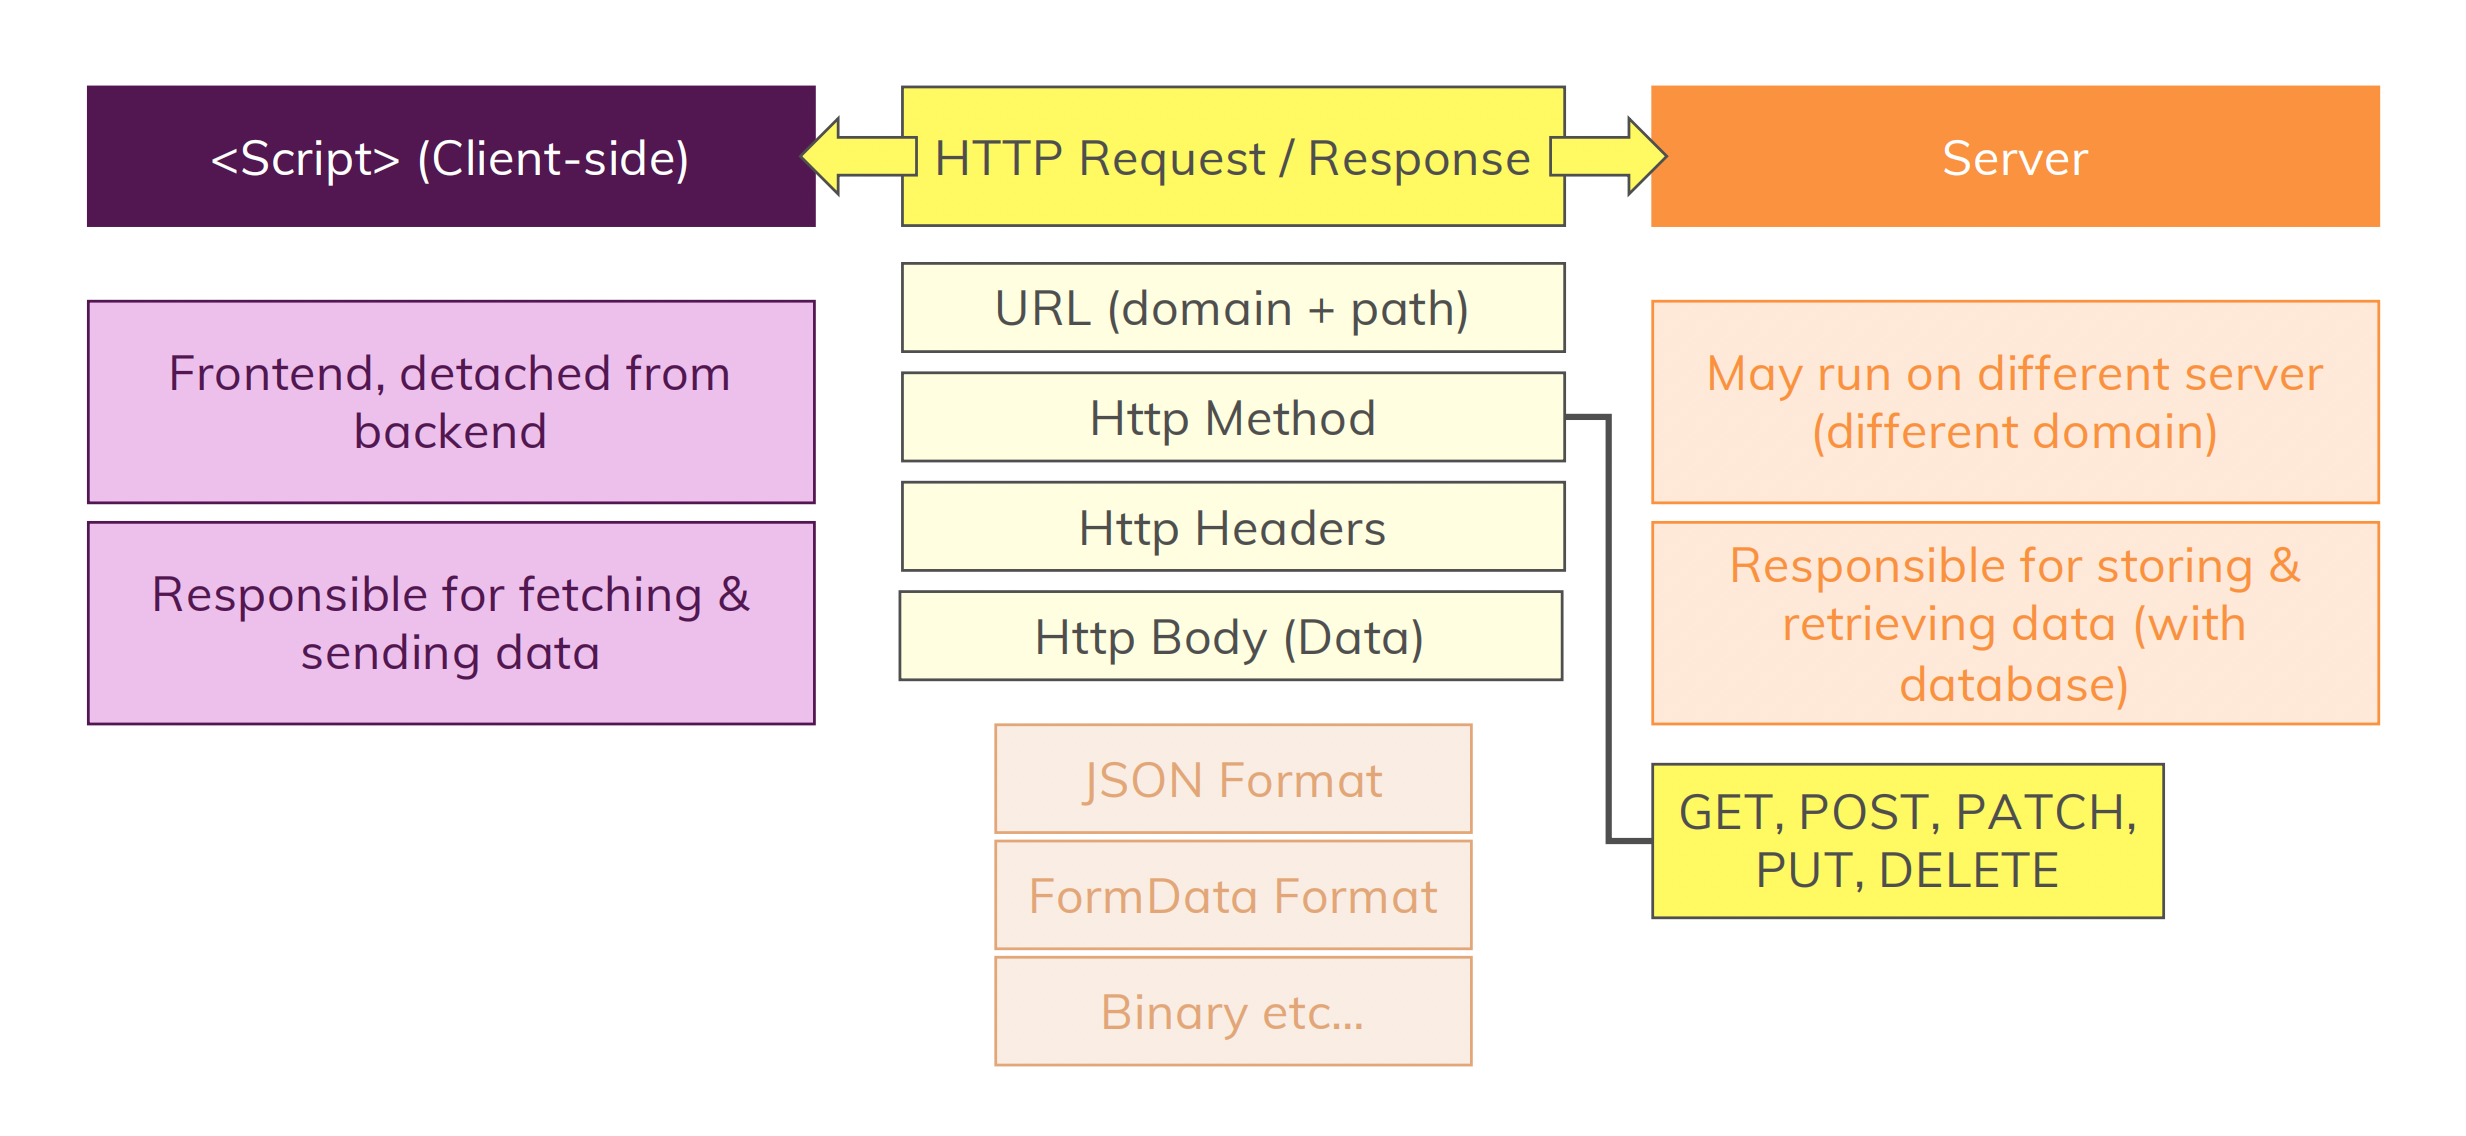 <Script> (Client-side)
HTTP Request / Response
Server
Frontend, detached from
backend
Responsible for fetching &
sending data
URL (domain + path)
Http Method
Http Headers
Http Body (Data)
JSON Format
FormData Format
Binary etc...
May run on different server
(different domain)
Responsible for storing &
retrieving data (with
database)
GET, POST, PATCH,
PUT, DELETE